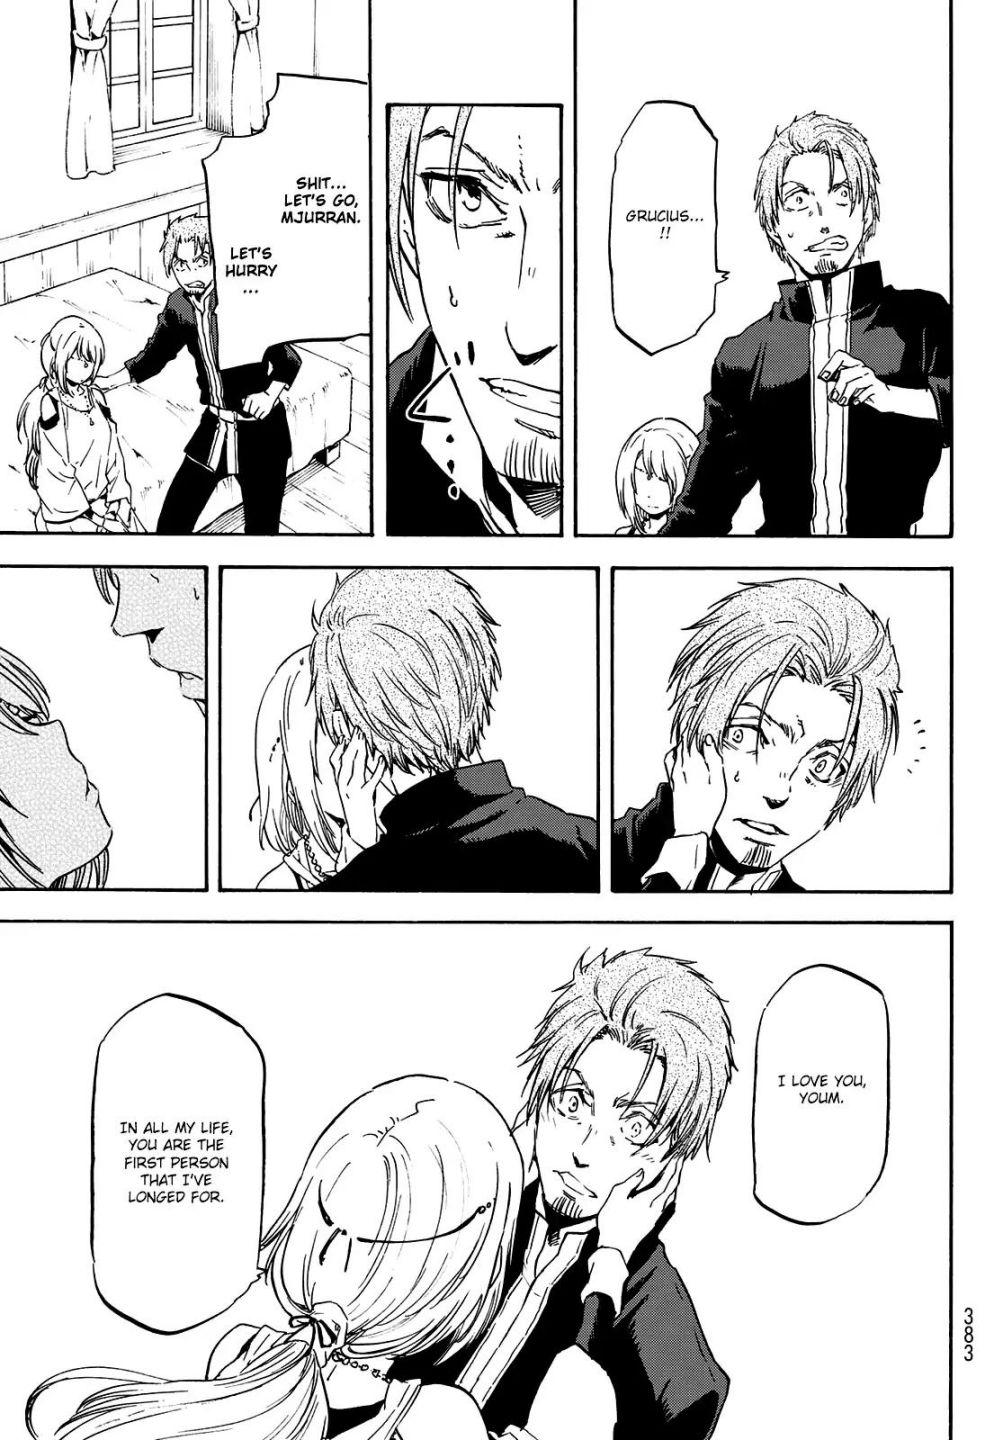 GRUCIUS...
!!
SHIT...
LET'S GO,
MJURRAN.
LET'S
HURRY
...
I LOVE YOU,
YOUM.
IN ALL MY LIFE,
YOU ARE THE
FIRST PERSON
THAT I'VE
LONGED FOR.
383